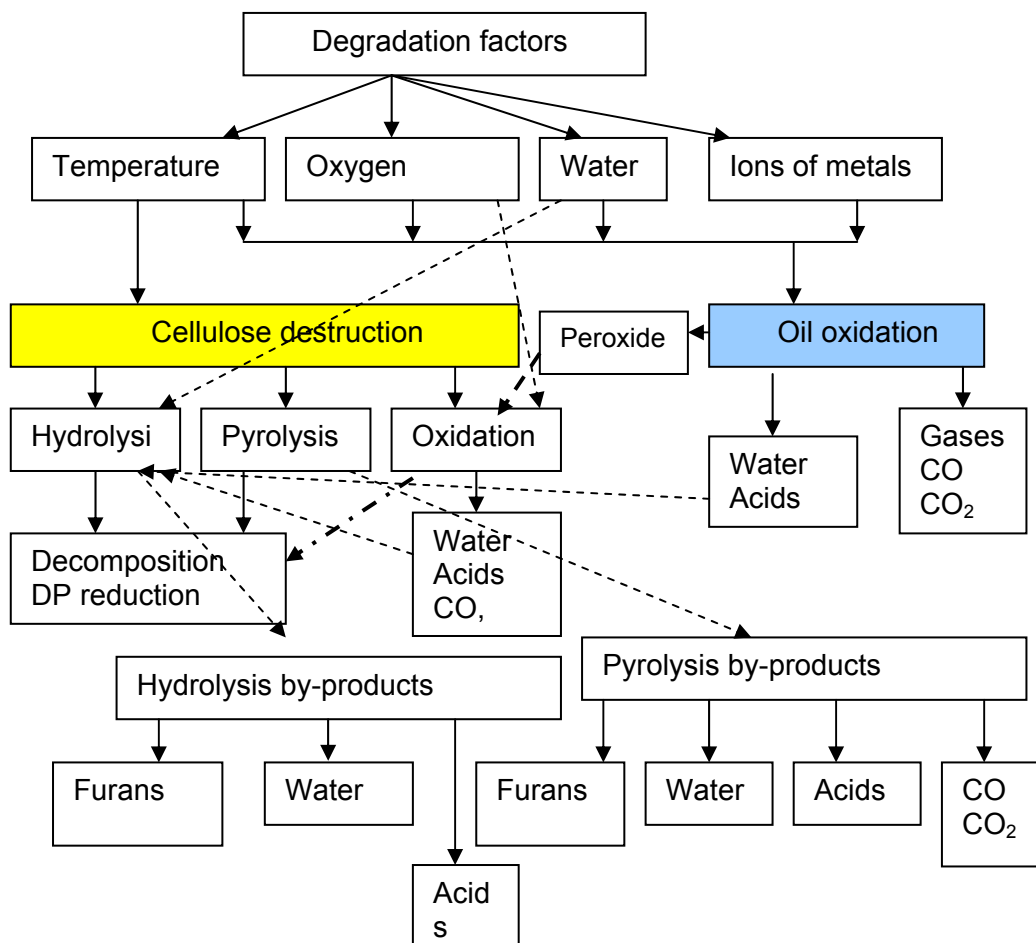 Degradation factors
Temperature
Oxygen
Water
Ions of metals
Cellulose destruction
Peroxide
Oil oxidation
Hydrolysi
Pyrolysis
Oxidation
Water
Acids
Gases
CO
CO₂
Decomposition
DP reduction
Water
Acids
CO,
Hydrolysis by-products
Pyrolysis by-products
Furans
Water
Furans
Water
Acids
CO
CO₂
Acid
s